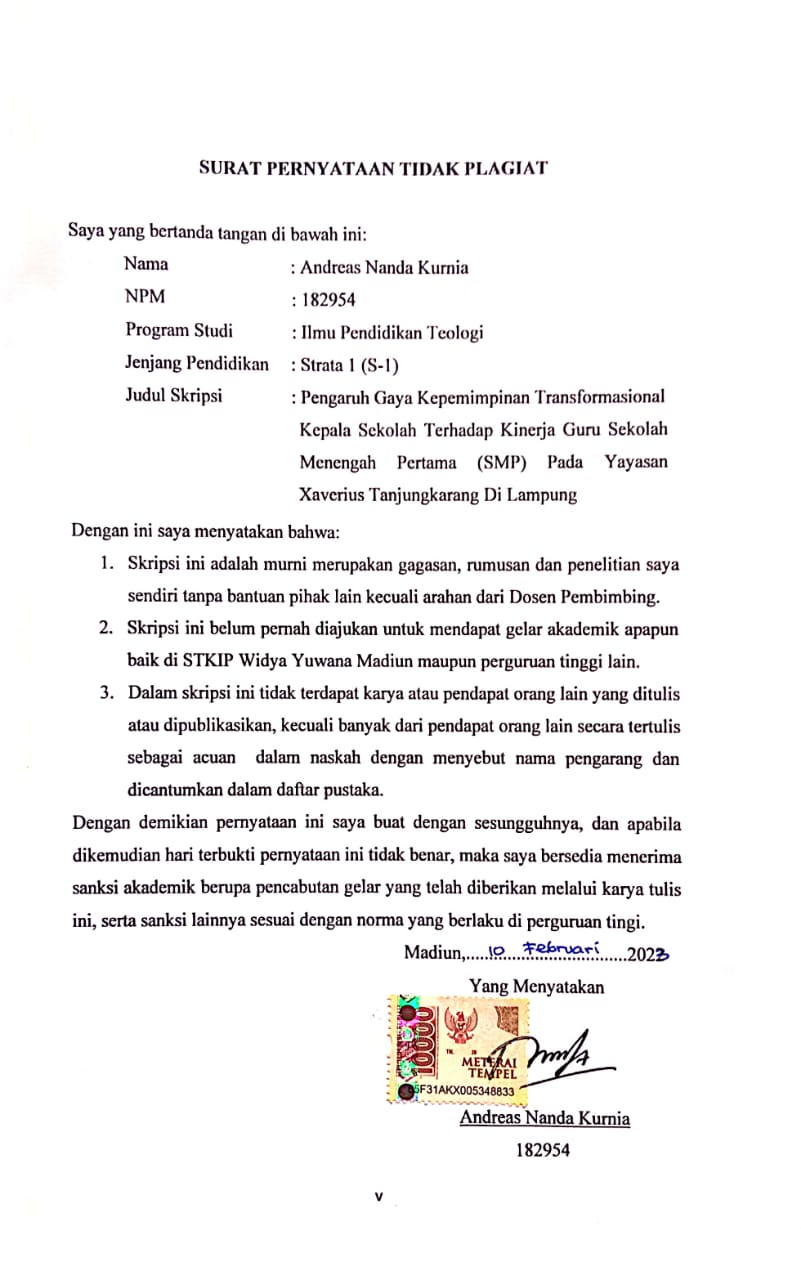 SURAT PERNYATAAN TIDAK PLAGIAT
Saya yang bertanda tangan di bawah ini:
Nama : Andreas Nanda Kurnia
NPM : 182954
Program Studi : Ilmu Pendidikan Teologi
Jenjang Pendidikan : Strata 1 (S-1)
Judul Skripsi : Pengaruh Gaya Kepemimpinan Transformasional
Kepala Sekolah Terhadap Kinerja Guru Sekolah
Menengah Pertama (SMP) Pada Yayasan
Xaverius Tanjungkarang Di Lampung
Dengan ini saya menyatakan bahwa:
1. Skripsi ini adalah murni merupakan gagasan, rumusan dan penelitian saya
sendiri tanpa bantuan pihak lain kecuali arahan dari Dosen Pembimbing.
2. Skripsi ini belum pernah diajukan untuk mendapat gelar akademik apapun
baik di STKIP Widya Yuwana Madiun maupun perguruan tinggi lain.
3. Dalam skripsi ini tidak terdapat karya atau pendapat orang lain yang ditulis
atau dipublikasikan, kecuali banyak dari pendapat orang lain secara tertulis
sebagai acuan dalam naskah dengan menyebut nama pengarang dan
dicantumkan dalam daftar pustaka.
Dengan demikian pernyataan ini saya buat dengan sesungguhnya, dan apabila
dikemudian hari terbukti pernyataan ini tidak benar, maka saya bersedia menerima
sanksi akademik berupa pencabutan gelar yang telah diberikan melalui karya tulis
ini, serta sanksi lainnya sesuai dengan norma yang berlaku di perguruan tingi.
Madiun,.....10....Februari......2023
Yang Menyatakan
10000
METERAI
TEMPEL
F31AKX005348833
Andreas Nanda Kurnia
182954
v